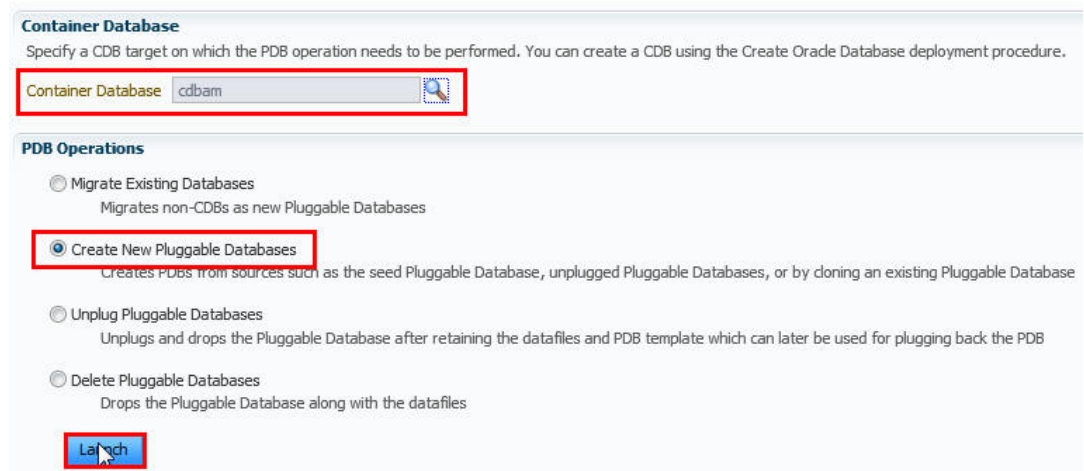 Container Database
Specify a CDB target on which the PDB operation needs to be performed. You can create a CDB using the Create Oracle Database deployment procedure.
Container Database cdbam
PDB Operations
Migrate Existing Databases
Migrates non-CDBs as new Pluggable Databases
Create New Pluggable Databases
Creates PDBs from sources such as the seed Pluggable Database, unplugged Pluggable Databases, or by cloning an existing Pluggable Database
Unplug Pluggable Databases
Unplugs and drops the Pluggable Database after retaining the datafiles and PDB template which can later be used for plugging back the PDB
Delete Pluggable Databases
Drops the Pluggable Database along with the datafiles
Launch